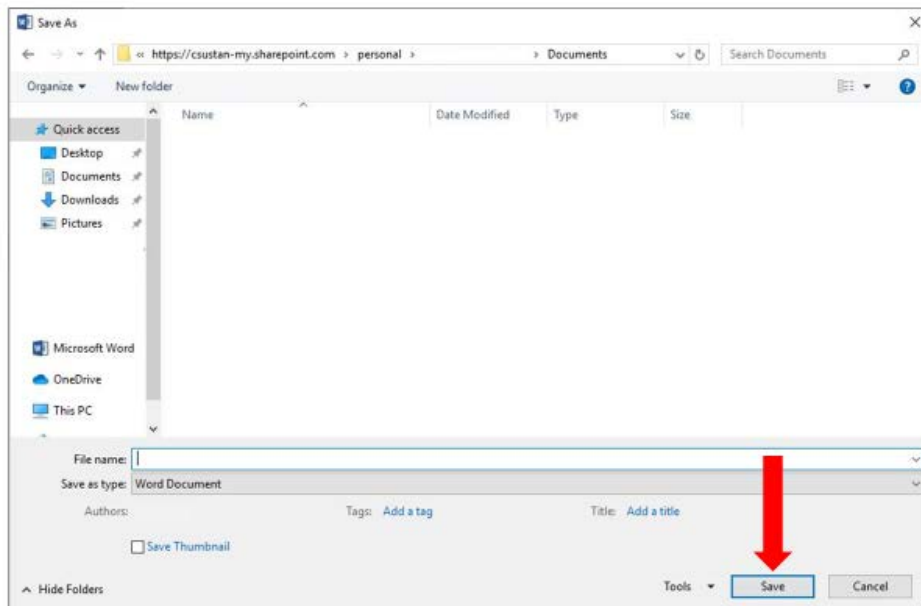 Save As
« https://csustan-my.sharepoint.com › personal › › Documents Search Documents
Organize New folder
Name Date Modified Type Size
Quick access
Desktop
Documents
Downloads
Pictures
Microsoft Word
OneDrive
This PC
File name:
Save as type: Word Document
Authors: Tags: Add a tag Title: Add a title
Save Thumbnail
Hide Folders Tools Save Cancel